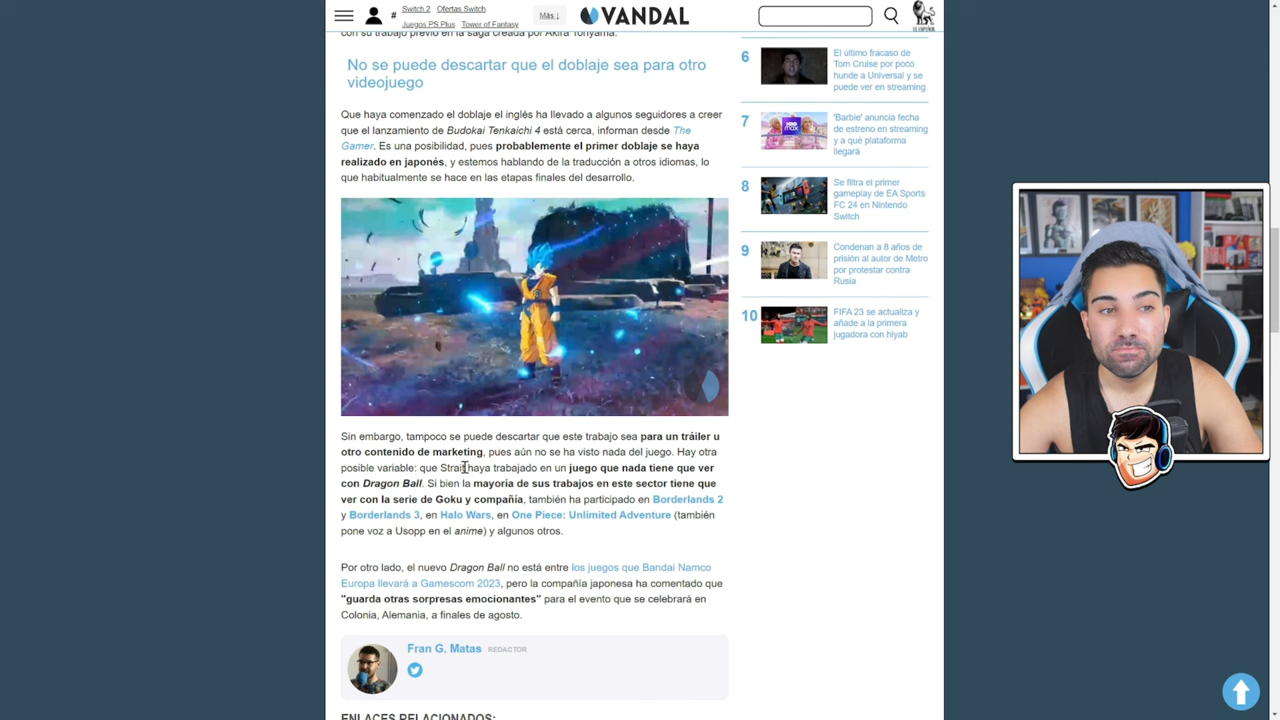 Switch 2 Ofertas Switch
# Más ↓ VANDAL
Juegos PS Plus Tower of Fantasy
EL ESPAÑOL
con su trabajo previo en la saga creada por Akira Toriyama.
No se puede descartar que el doblaje sea para otro
videojuego
Que haya comenzado el doblaje el inglés ha llevado a algunos seguidores a creer
que el lanzamiento de Budokai Tenkaichi 4 está cerca, informan desde The
Gamer. Es una posibilidad, pues probablemente el primer doblaje se haya
realizado en japonés, y estemos hablando de la traducción a otros idiomas, lo
que habitualmente se hace en las etapas finales del desarrollo.
Sin embargo, tampoco se puede descartar que este trabajo sea para un tráiler u
otro contenido de marketing, pues aún no se ha visto nada del juego. Hay otra
posible variable: que Strait haya trabajado en un juego que nada tiene que ver
con Dragon Ball. Si bien la mayoría de sus trabajos en este sector tiene que
ver con la serie de Goku y compañía, también ha participado en Borderlands 2
y Borderlands 3, en Halo Wars, en One Piece: Unlimited Adventure (también
pone voz a Usopp en el anime) y algunos otros.
Por otro lado, el nuevo Dragon Ball no está entre los juegos que Bandai Namco
Europa llevará a Gamescom 2023, pero la compañía japonesa ha comentado que
"guarda otras sorpresas emocionantes" para el evento que se celebrará en
Colonia, Alemania, a finales de agosto.
Fran G. Matas REDACTOR
ENLACES RELACIONADOS:
6 El último fracaso de
Tom Cruise por poco
hunde a Universal y se
puede ver en streaming
7 'Barbie' anuncia fecha
de estreno en streaming
y a qué plataforma
llegará
HBO
max
8 Se filtra el primer
gameplay de EA Sports
FC 24 en Nintendo
Switch
9 Condenan a 8 años de
prisión al autor de Metro
por protestar contra
Rusia
10 FIFA 23 se actualiza y
añade a la primera
jugadora con hiyab